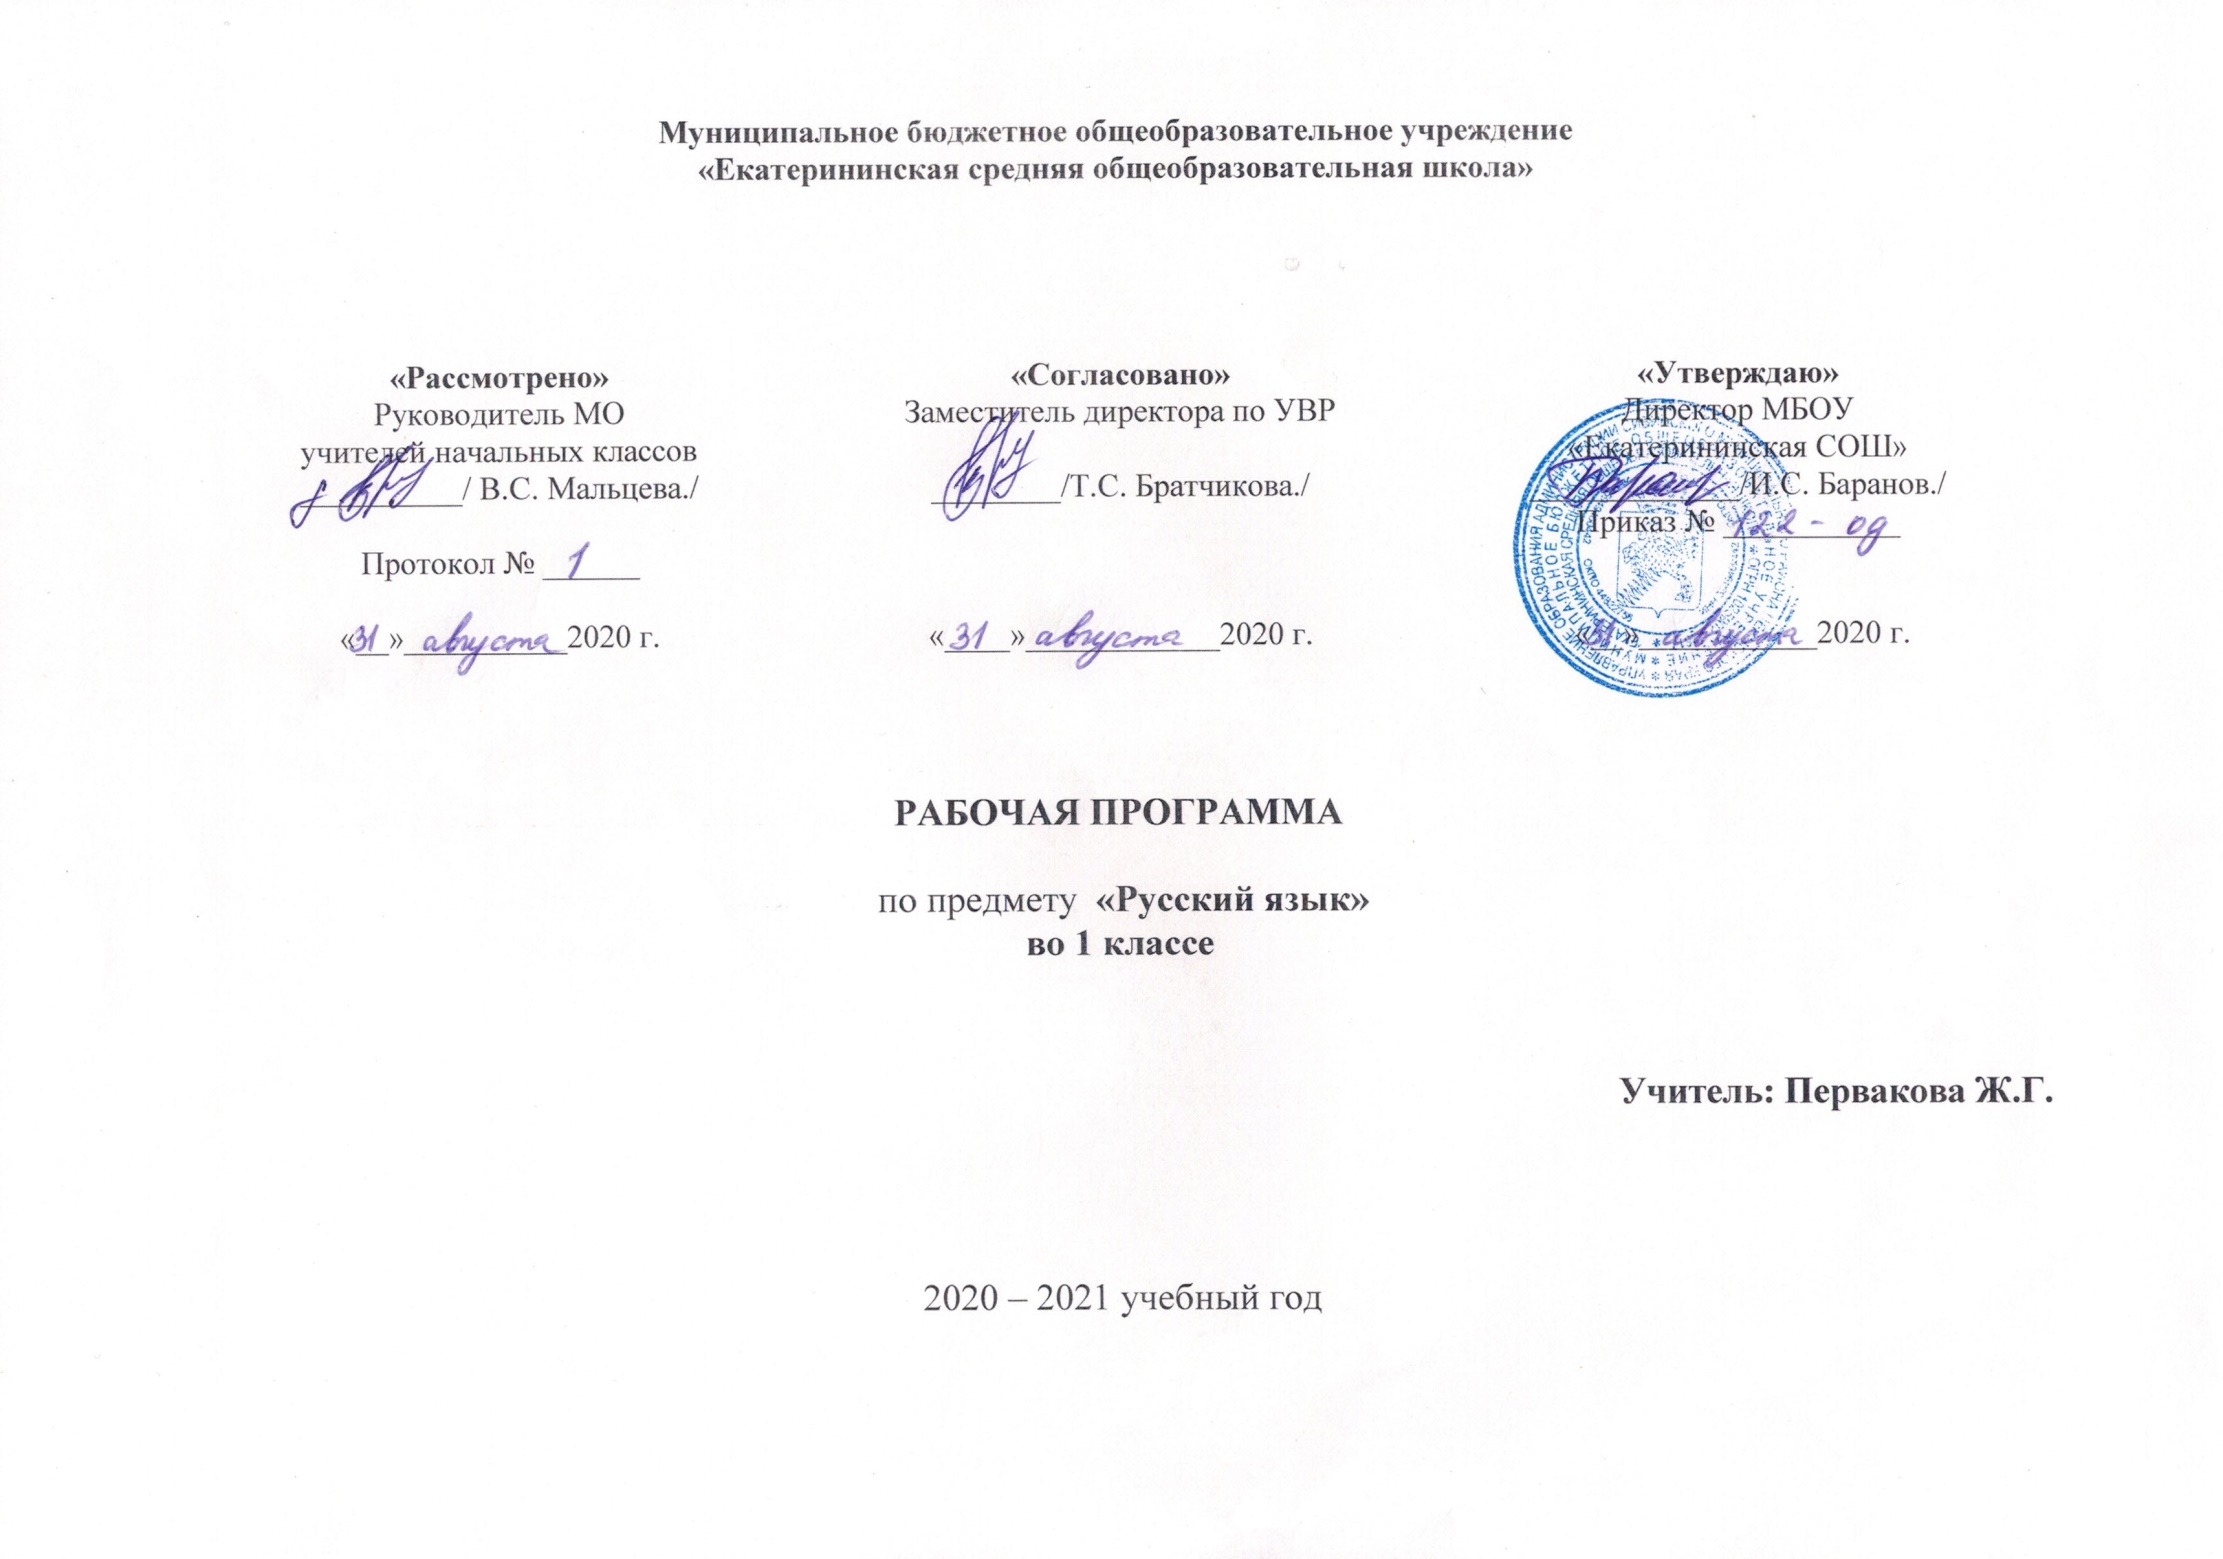 Муниципальное бюджетное общеобразовательное учреждение
«Екатерининская средняя общеобразовательная школа»
«Рассмотрено»
Руководитель МО
учителей начальных классов
/ В.С. Мальцева./
Протокол № 1
«31» августа 2020 г.
«Согласовано»
Заместитель директора по УВР
/Т.С. Братчикова./
«31» августа 2020 г.
«Утверждаю»
Директор МБОУ
«Екатерининская СОШ»
/И.С. Баранов./
Приказ № 122 - од
«31» августа 2020 г.
РАБОЧАЯ ПРОГРАММА
по предмету «Русский язык»
во 1 классе
Учитель: Первакова Ж.Г.
2020 – 2021 учебный год